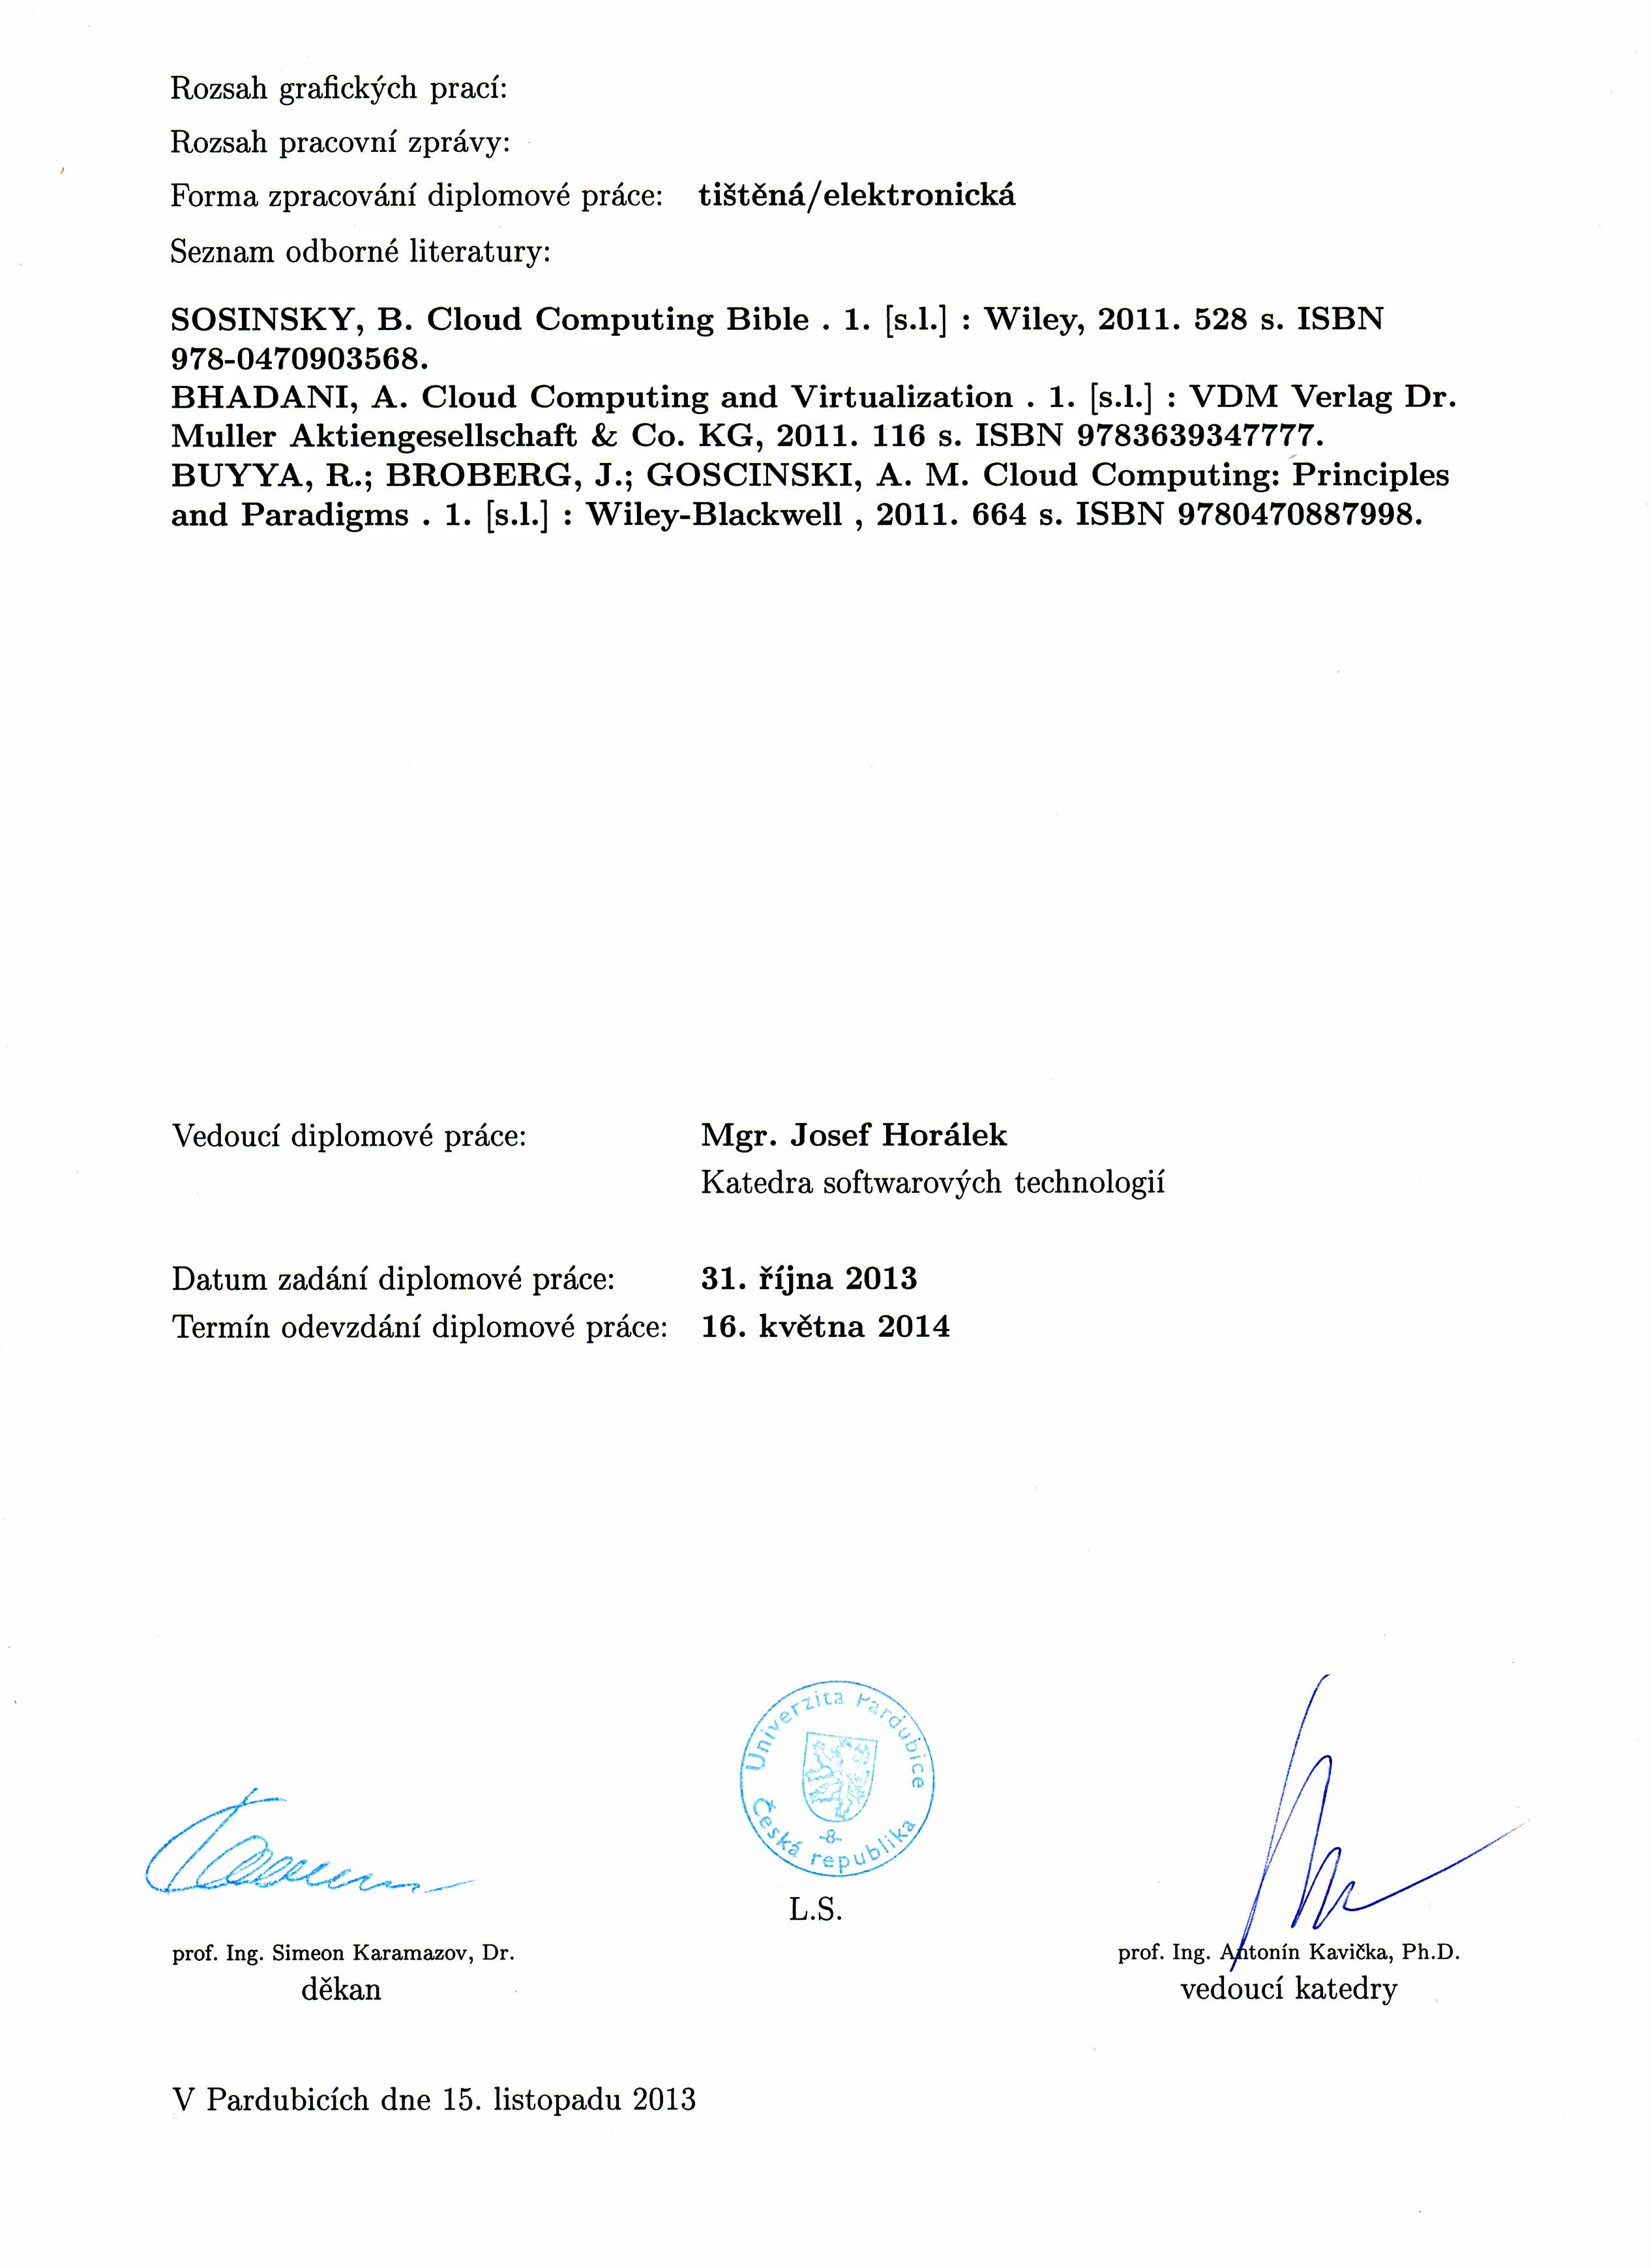 Rozsah grafických prací:
Rozsah pracovní zprávy:
Forma zpracování diplomové práce: tištěná/elektronická
Seznam odborné literatury:
SOSINSKY, B. Cloud Computing Bible . 1. [s.l.] : Wiley, 2011. 528 s. ISBN
978-0470903568.
BHADANI, A. Cloud Computing and Virtualization . 1. [s.l.] : VDM Verlag Dr.
Muller Aktiengesellschaft & Co. KG, 2011. 116 s. ISBN 9783639347777.
BUYYA, R.; BROBERG, J.; GOSCINSKI, A. M. Cloud Computing: Principles
and Paradigms . 1. [s.l.] : Wiley-Blackwell , 2011. 664 s. ISBN 9780470887998.
Vedoucí diplomové práce: Mgr. Josef Horálek
Katedra softwarových technologií
Datum zadání diplomové práce: 31. října 2013
Termín odevzdání diplomové práce: 16. května 2014
Univerzita Pardubice
Česká republika
-8-
L.S.
prof. Ing. Simeon Karamazov, Dr.
děkan
prof. Ing. Antonín Kavička, Ph.D.
vedoucí katedry
V Pardubicích dne 15. listopadu 2013